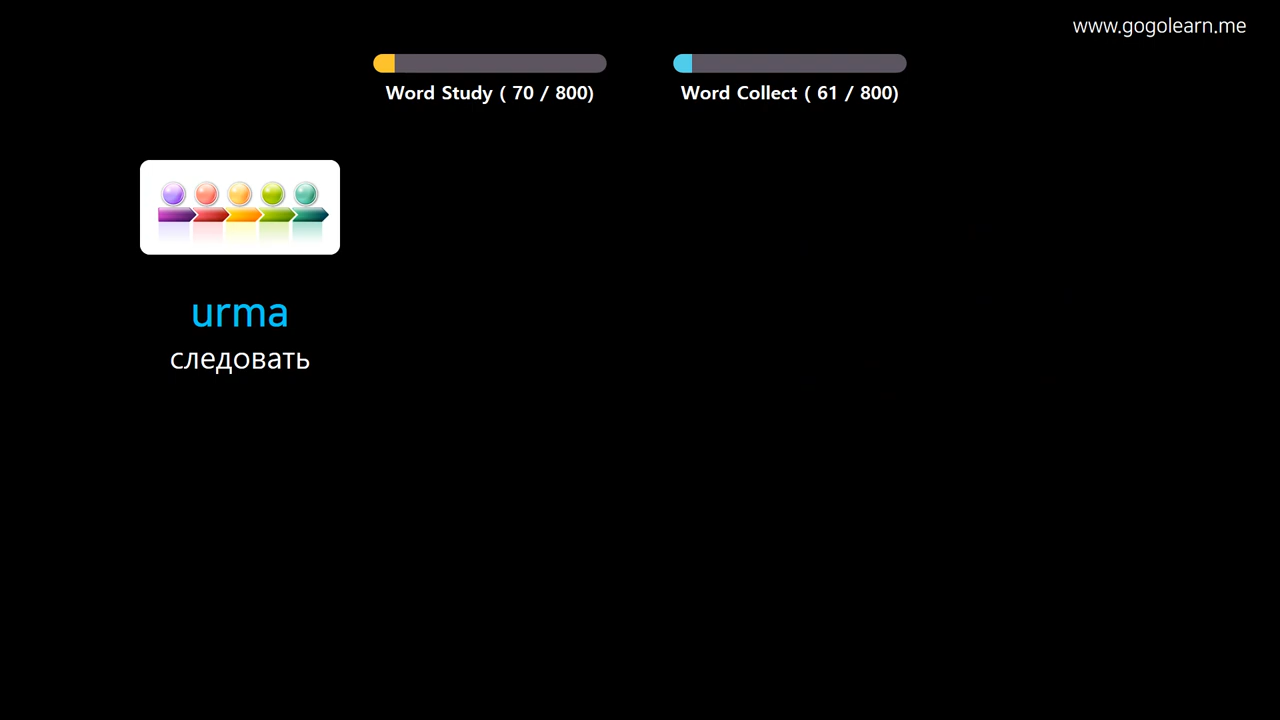 www.gogolearn.me
Word Study ( 70 / 800)
Word Collect ( 61 / 800)
urma
следовать